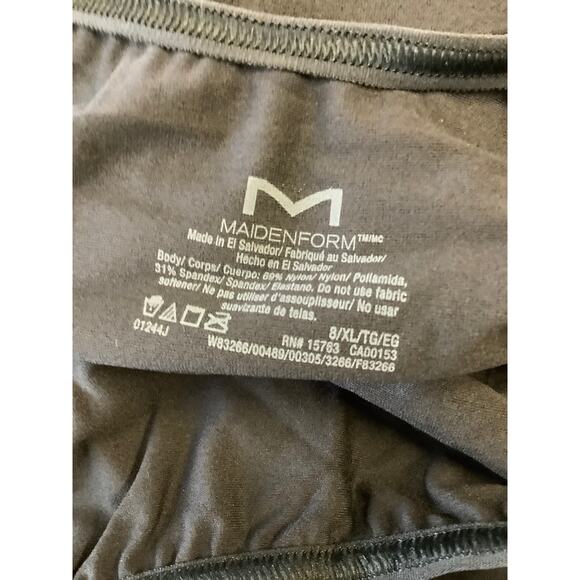 M
MAIDENFORM™/MC
Made in El Salvador/ Fabriqué au Salvador/
Hecho en El Salvador
Body/ Corps/ Cuerpo: 69% Nylon/ Nylon/ Poliamida,
31% Spandex/ Spandex/ Elastano. Do not use fabric
softener/ Ne pas utiliser d'assouplisseur/ No usar
suavizante de telas.
8/XL/TG/EG
01244J
RN# 15763 CA00153
W83266/00489/00305/3266/F83266